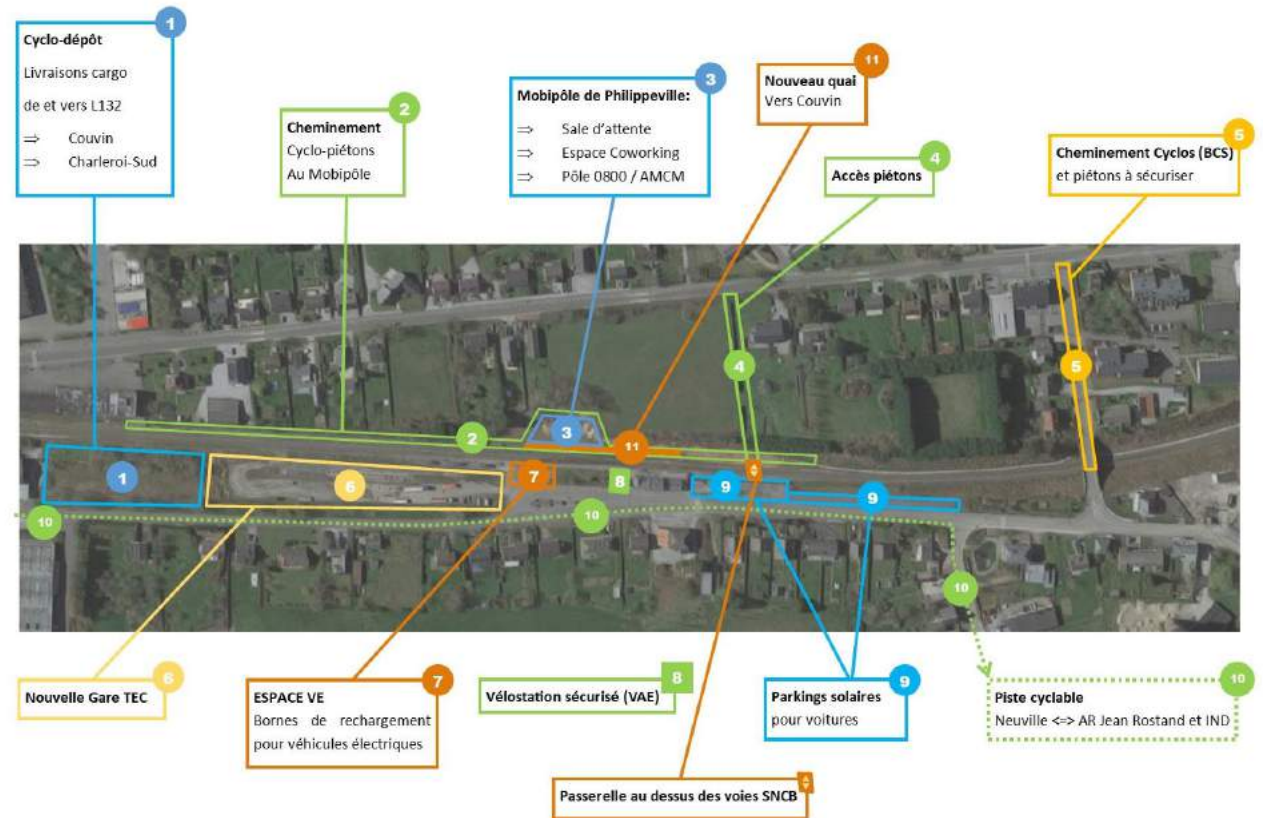 1
Cyclo-dépôt
Livraisons cargo
de et vers L132
⇒ Couvin
⇒ Charleroi-Sud
2
Cheminement
Cyclo-piétons
Au Mobipôle
3
Mobipôle de Philippeville:
⇒ Sale d'attente
⇒ Espace Coworking
⇒ Pôle 0800 / AMCM
11
Nouveau quai
Vers Couvin
4
Accès piétons
5
Cheminement Cyclos (BCS)
et piétons à sécuriser
4
5
2
3
11
1
6
7
8
9
9
10
10
10
6
Nouvelle Gare TEC
7
ESPACE VE
Bornes de rechargement
pour véhicules électriques
8
Vélostation sécurisé (VAE)
9
Parkings solaires
pour voitures
10
Piste cyclable
Neuville <=> AR Jean Rostand et IND
Passerelle au dessus des voies SNCB